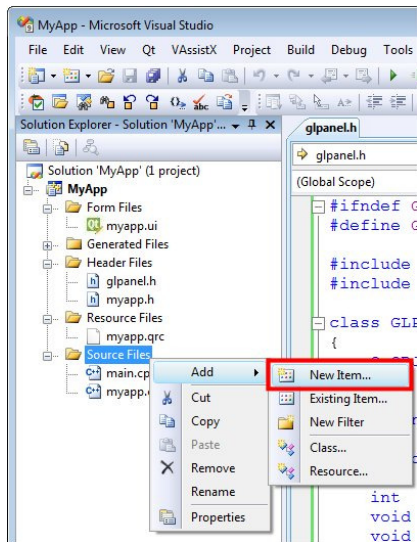 MyApp - Microsoft Visual Studio
File Edit View Qt VAssistX Project Build Debug Tools
Solution Explorer - Solution 'MyApp'...
glpanel.h
glpanel.h
Solution 'MyApp' (1 project)
(Global Scope)
MyApp
Form Files
myapp.ui
Generated Files
Header Files
glpanel.h
myapp.h
Resource Files
myapp.qrc
Source Files
main.cp
myapp.
#ifndef G
#define G
#include
#include
class GLP
{
int
void
void
Add
Cut
Copy
Paste
Remove
Rename
Properties
New Item...
Existing Item...
New Filter
Class...
Resource...